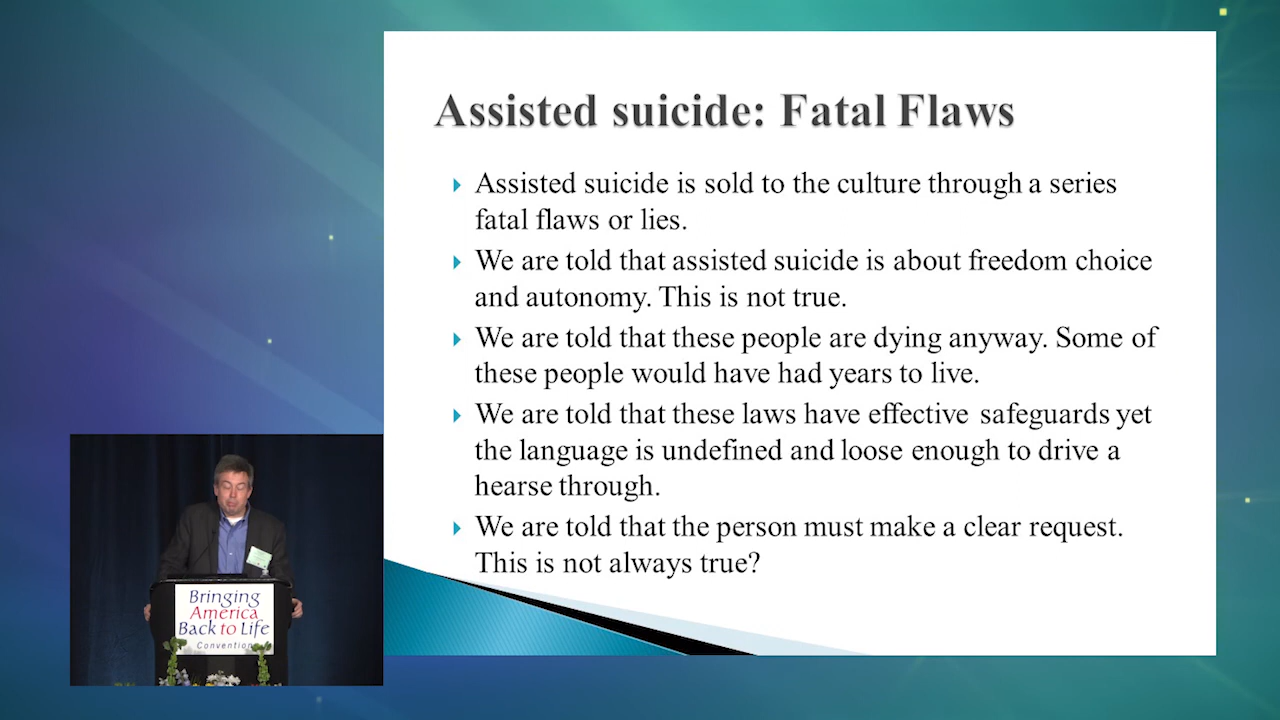 Assisted suicide: Fatal Flaws
Assisted suicide is sold to the culture through a series
fatal flaws or lies.
We are told that assisted suicide is about freedom choice
and autonomy. This is not true.
We are told that these people are dying anyway. Some of
these people would have had years to live.
We are told that these laws have effective safeguards yet
the language is undefined and loose enough to drive a
hearse through.
We are told that the person must make a clear request.
This is not always true?
Bringing
America
Back to Life
Convention